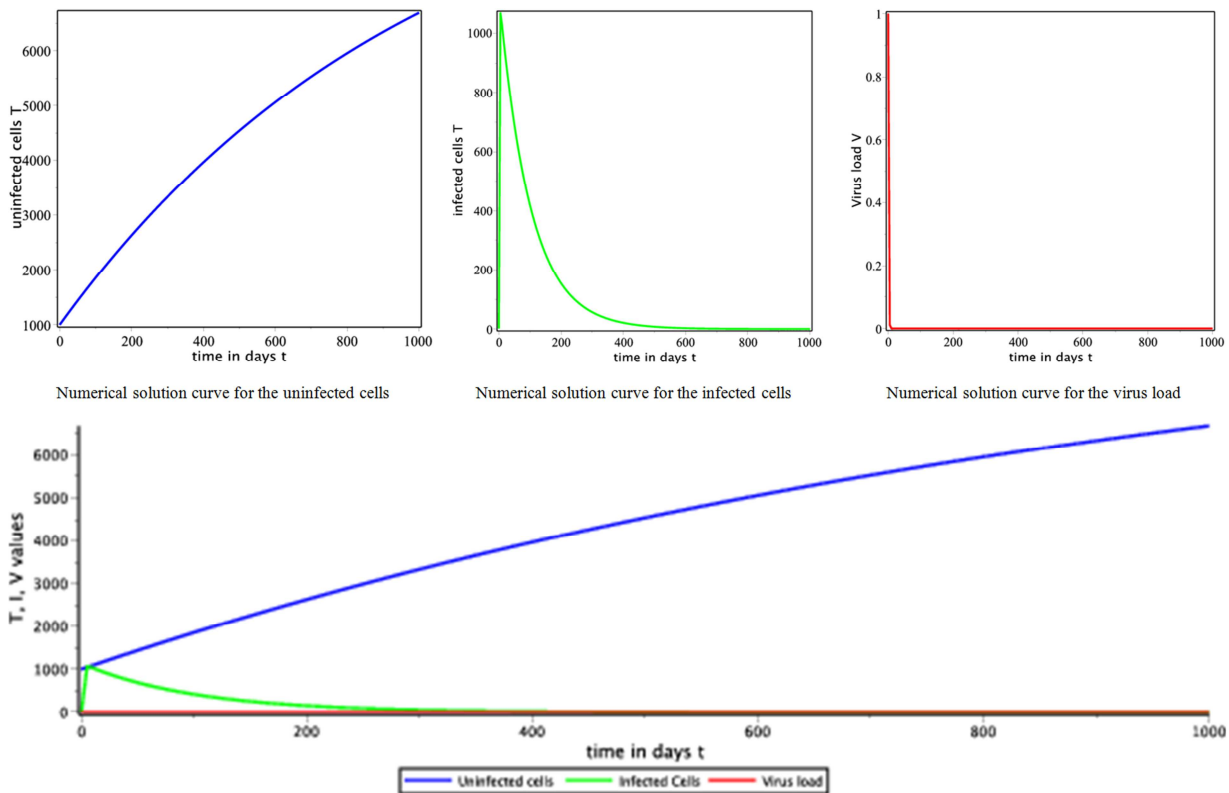 uninfected cells T
6000
5000
4000
3000
2000
1000
0 200 400 600 800 1000
time in days t
infected cells T
1000
800
600
400
200
0
0 200 400 600 800 1000
time in days t
Virus load V
1
0.8
0.6
0.4
0.2
0
0 200 400 600 800 1000
time in days t
Numerical solution curve for the uninfected cells
Numerical solution curve for the infected cells
Numerical solution curve for the virus load
T, I, V values
6000
5000
4000
3000
2000
1000
0
0 200 400 600 800 1000
time in days t
Uninfected cells Infected Cells Virus load